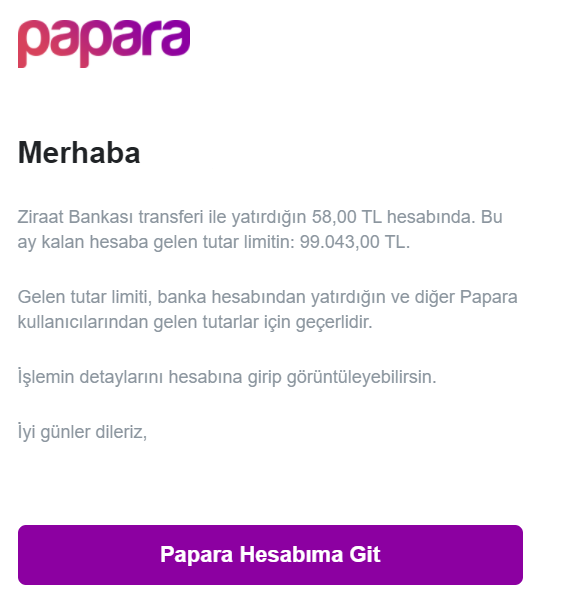 papara
Merhaba
Ziraat Bankası transferi ile yatırdığın 58,00 TL hesabında. Bu
ay kalan hesaba gelen tutar limitin: 99.043,00 TL.
Gelen tutar limiti, banka hesabından yatırdığın ve diğer Papara
kullanıcılarından gelen tutarlar için geçerlidir.
İşlemin detaylarını hesabına girip görüntüleyebilirsin.
İyi günler dileriz,
Papara Hesabıma Git